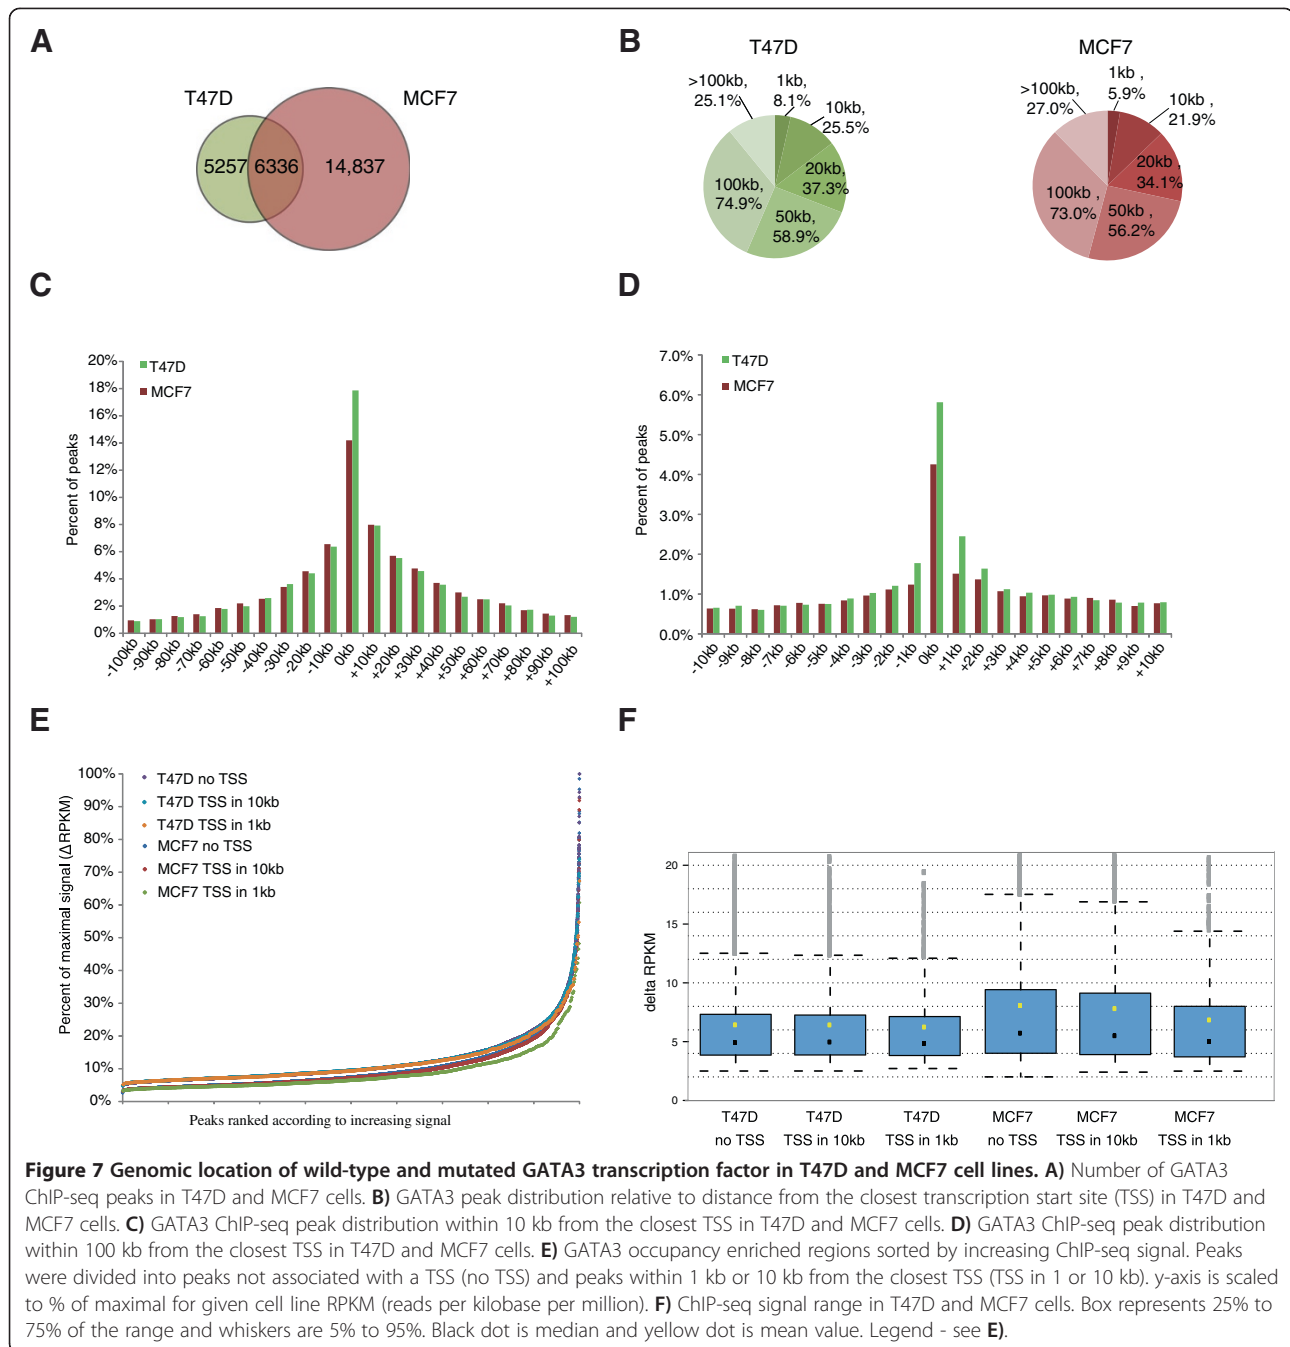 A
T47D
MCF7
5257
6336
14,837
B
T47D
>100kb,
25.1%
1kb,
8.1%
10kb,
25.5%
20kb,
37.3%
50kb,
58.9%
100kb,
74.9%
MCF7
>100kb,
27.0%
1kb ,
5.9%
10kb ,
21.9%
20kb ,
34.1%
50kb ,
56.2%
100kb ,
73.0%
C
Percent of peaks
20%
18%
16%
14%
12%
10%
8%
6%
4%
2%
0%
T47D
MCF7
-100kb
-90kb
-80kb
-70kb
-60kb
-50kb
-40kb
-30kb
-20kb
-10kb
0kb
+10kb
+20kb
+30kb
+40kb
+50kb
+60kb
+70kb
+80kb
+90kb
+100kb
D
Percent of peaks
7.0%
6.0%
5.0%
4.0%
3.0%
2.0%
1.0%
0.0%
T47D
MCF7
-10kb
-9kb
-8kb
-7kb
-6kb
-5kb
-4kb
-3kb
-2kb
-1kb
0kb
+1kb
+2kb
+3kb
+4kb
+5kb
+6kb
+7kb
+8kb
+9kb
+10kb
E
Percent of maximal signal (ΔRPKM)
100%
90%
80%
70%
60%
50%
40%
30%
20%
10%
0%
T47D no TSS
T47D TSS in 10kb
T47D TSS in 1kb
MCF7 no TSS
MCF7 TSS in 10kb
MCF7 TSS in 1kb
Peaks ranked according to increasing signal
F
delta RPKM
20
15
10
5
0
T47D
no TSS
T47D
TSS in 10kb
T47D
TSS in 1kb
MCF7
no TSS
MCF7
TSS in 10kb
MCF7
TSS in 1kb
Figure 7 Genomic location of wild-type and mutated GATA3 transcription factor in T47D and MCF7 cell lines. A) Number of GATA3
ChIP-seq peaks in T47D and MCF7 cells. B) GATA3 peak distribution relative to distance from the closest transcription start site (TSS) in T47D and
MCF7 cells. C) GATA3 ChIP-seq peak distribution within 10 kb from the closest TSS in T47D and MCF7 cells. D) GATA3 ChIP-seq peak distribution
within 100 kb from the closest TSS in T47D and MCF7 cells. E) GATA3 occupancy enriched regions sorted by increasing ChIP-seq signal. Peaks
were divided into peaks not associated with a TSS (no TSS) and peaks within 1 kb or 10 kb from the closest TSS (TSS in 1 or 10 kb). y-axis is scaled
to % of maximal for given cell line RPKM (reads per kilobase per million). F) ChIP-seq signal range in T47D and MCF7 cells. Box represents 25% to
75% of the range and whiskers are 5% to 95%. Black dot is median and yellow dot is mean value. Legend - see E).